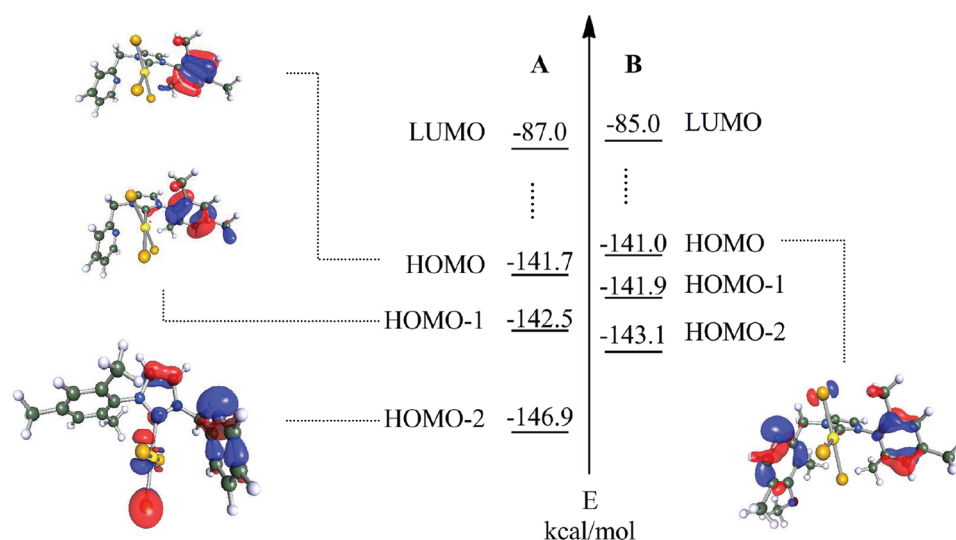 A B
LUMO -87.0 -85.0 LUMO
HOMO -141.7 -141.0 HOMO
HOMO-1 -142.5 -141.9 HOMO-1
HOMO-2 -146.9 -143.1 HOMO-2
E
kcal/mol